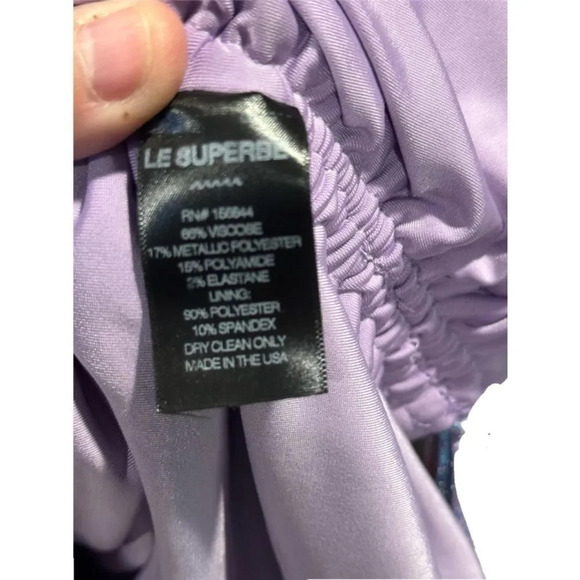 LE SUPERBE
RN# 156644
66% VISCOSE
17% METALLIC POLYESTER
15% POLYAMIDE
2% ELASTANE
LINING:
90% POLYESTER
10% SPANDEX
DRY CLEAN ONLY
MADE IN THE USA